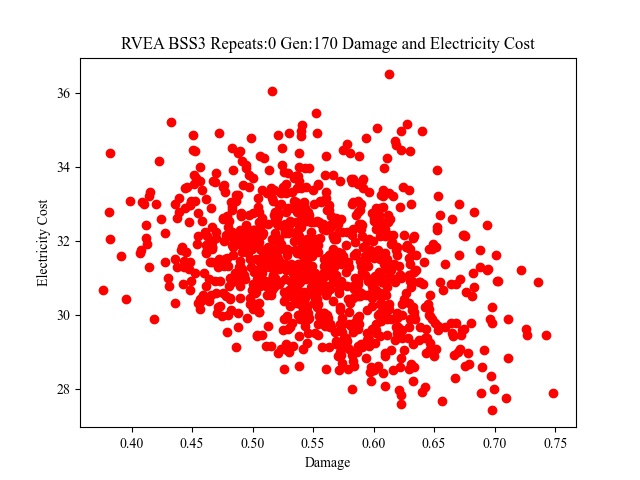 RVEA BSS3 Repeats:0 Gen:170 Damage and Electricity Cost
36
34
32
30
28
Electricity Cost
0.40 0.45 0.50 0.55 0.60 0.65 0.70 0.75
Damage